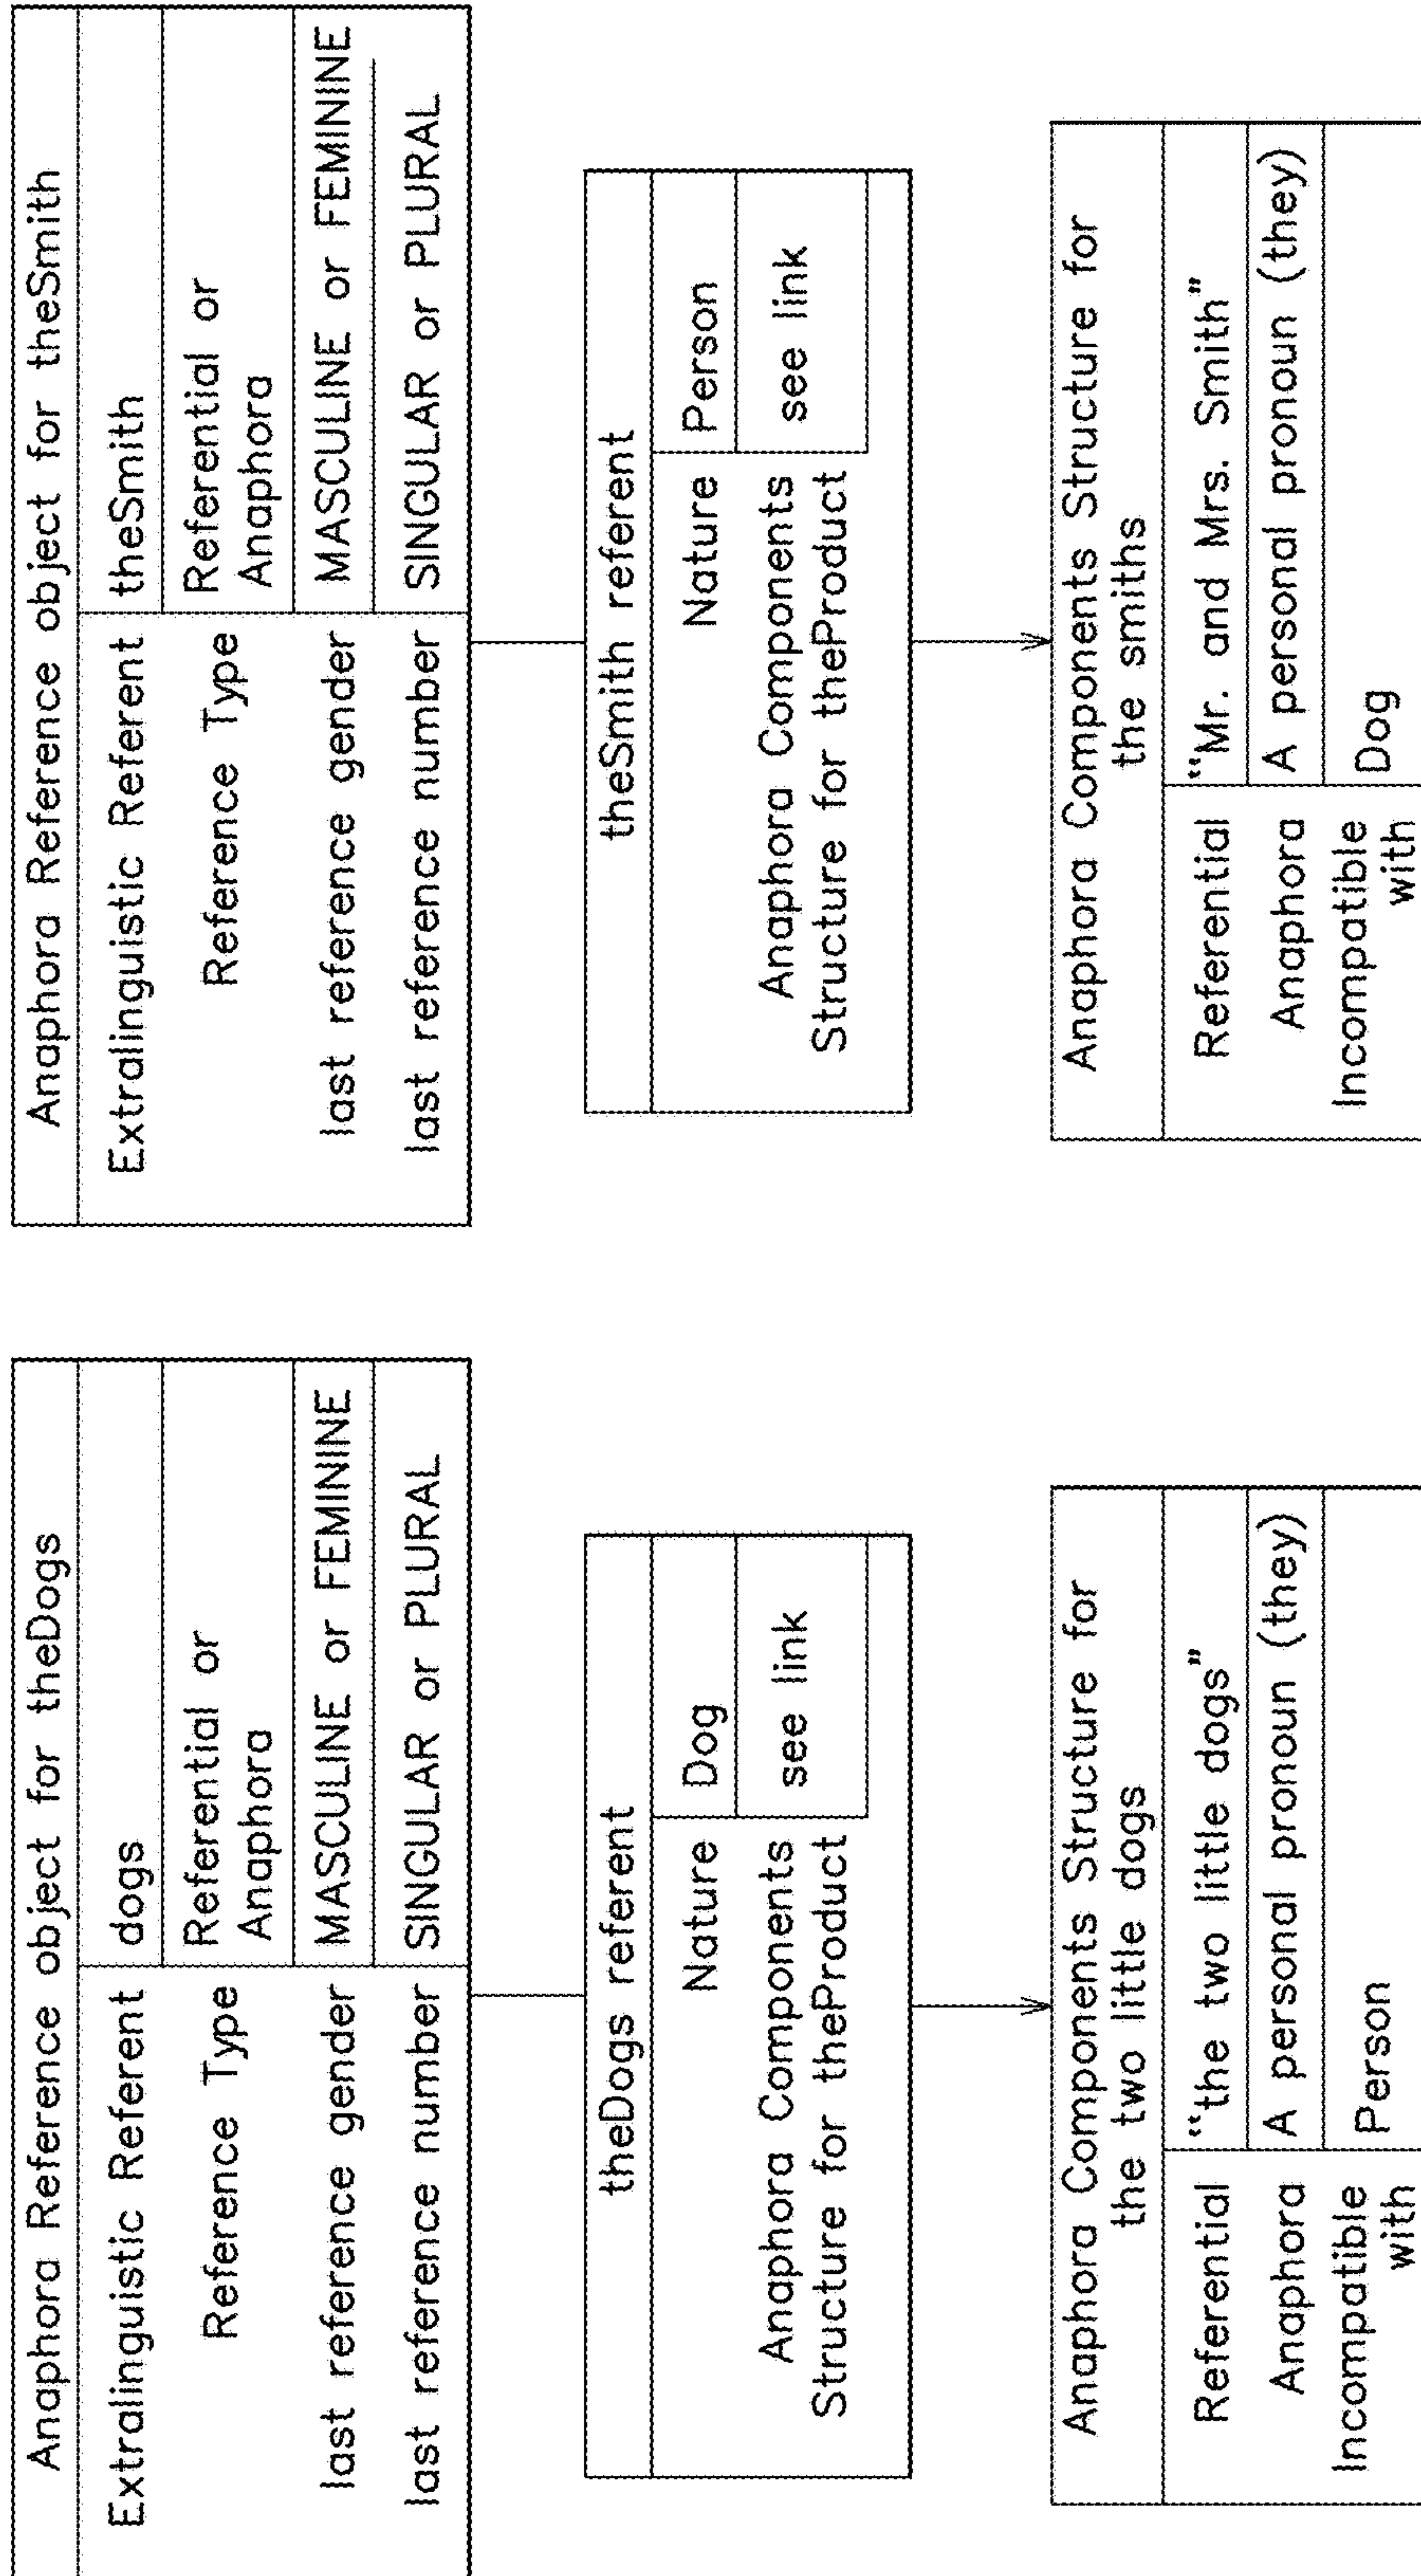 Anaphora Reference object for theDogs
Extralinguistic Referent dogs
Reference Type Referential or
Anaphora
last reference gender MASCULINE or FEMININE
last reference number SINGULAR or PLURAL
theDogs referent
Nature Dog
Anaphora Components see link
Structure for theProduct
Anaphora Components Structure for
the two little dogs
Referential "the two little dogs"
Anaphora A personal pronoun (they)
Incompatible Person
with
Anaphora Reference object for theSmith
Extralinguistic Referent theSmith
Reference Type Referential or
Anaphora
last reference gender MASCULINE or FEMININE
last reference number SINGULAR or PLURAL
theSmith referent
Nature Person
Anaphora Components see link
Structure for theProduct
Anaphora Components Structure for
the smiths
Referential "Mr. and Mrs. Smith"
Anaphora A personal pronoun (they)
Incompatible Dog
with